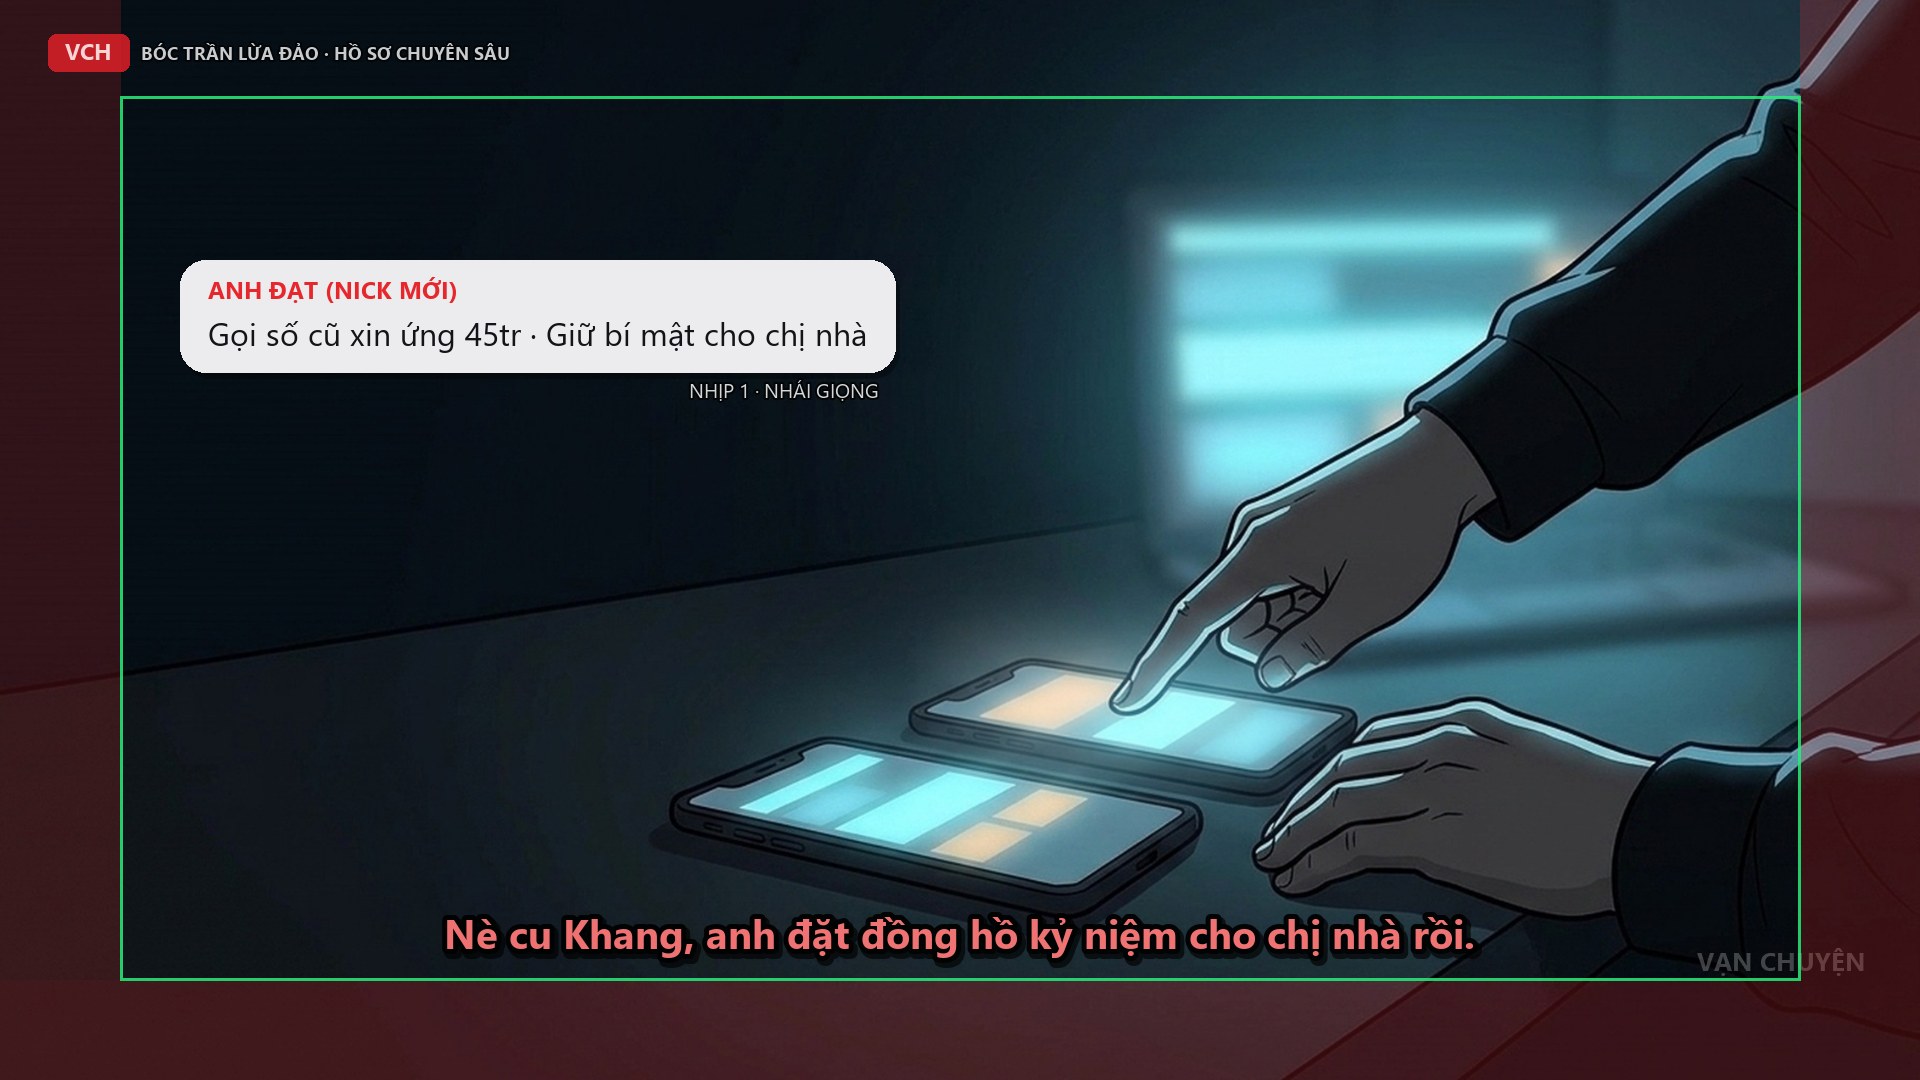 VCH BÓC TRẦN LỪA ĐẢO · HỒ SƠ CHUYÊN SÂU
ANH ĐẠT (NICK MỚI)
Gọi số cũ xin ứng 45tr · Giữ bí mật cho chị nhà
NHỊP 1 · NHÁI GIỌNG
Nè cu Khang, anh đặt đồng hồ kỷ niệm cho chị nhà rồi.
VẠN CHUYỆN